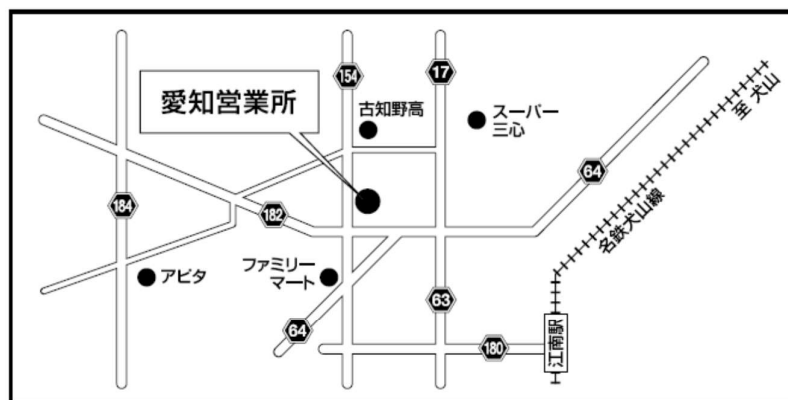 154
17
愛知営業所
古知野高
スーパー
三心
至 犬山
64
184
182
名鉄犬山線
アピタ
ファミリー
マート
63
64
180
江南駅